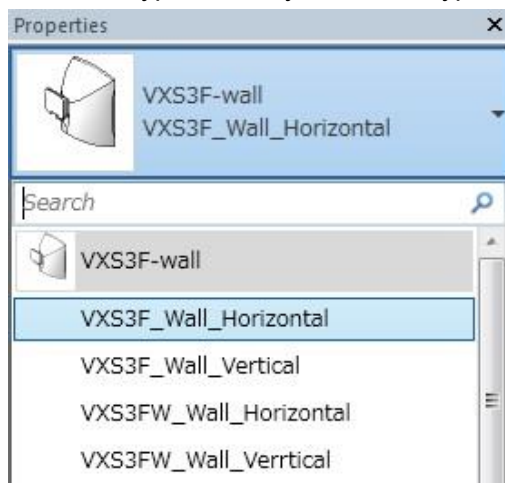 Properties
VXS3F-wall
VXS3F_Wall_Horizontal
Search
VXS3F-wall
VXS3F_Wall_Horizontal
VXS3F_Wall_Vertical
VXS3FW_Wall_Horizontal
VXS3FW_Wall_Verrtical